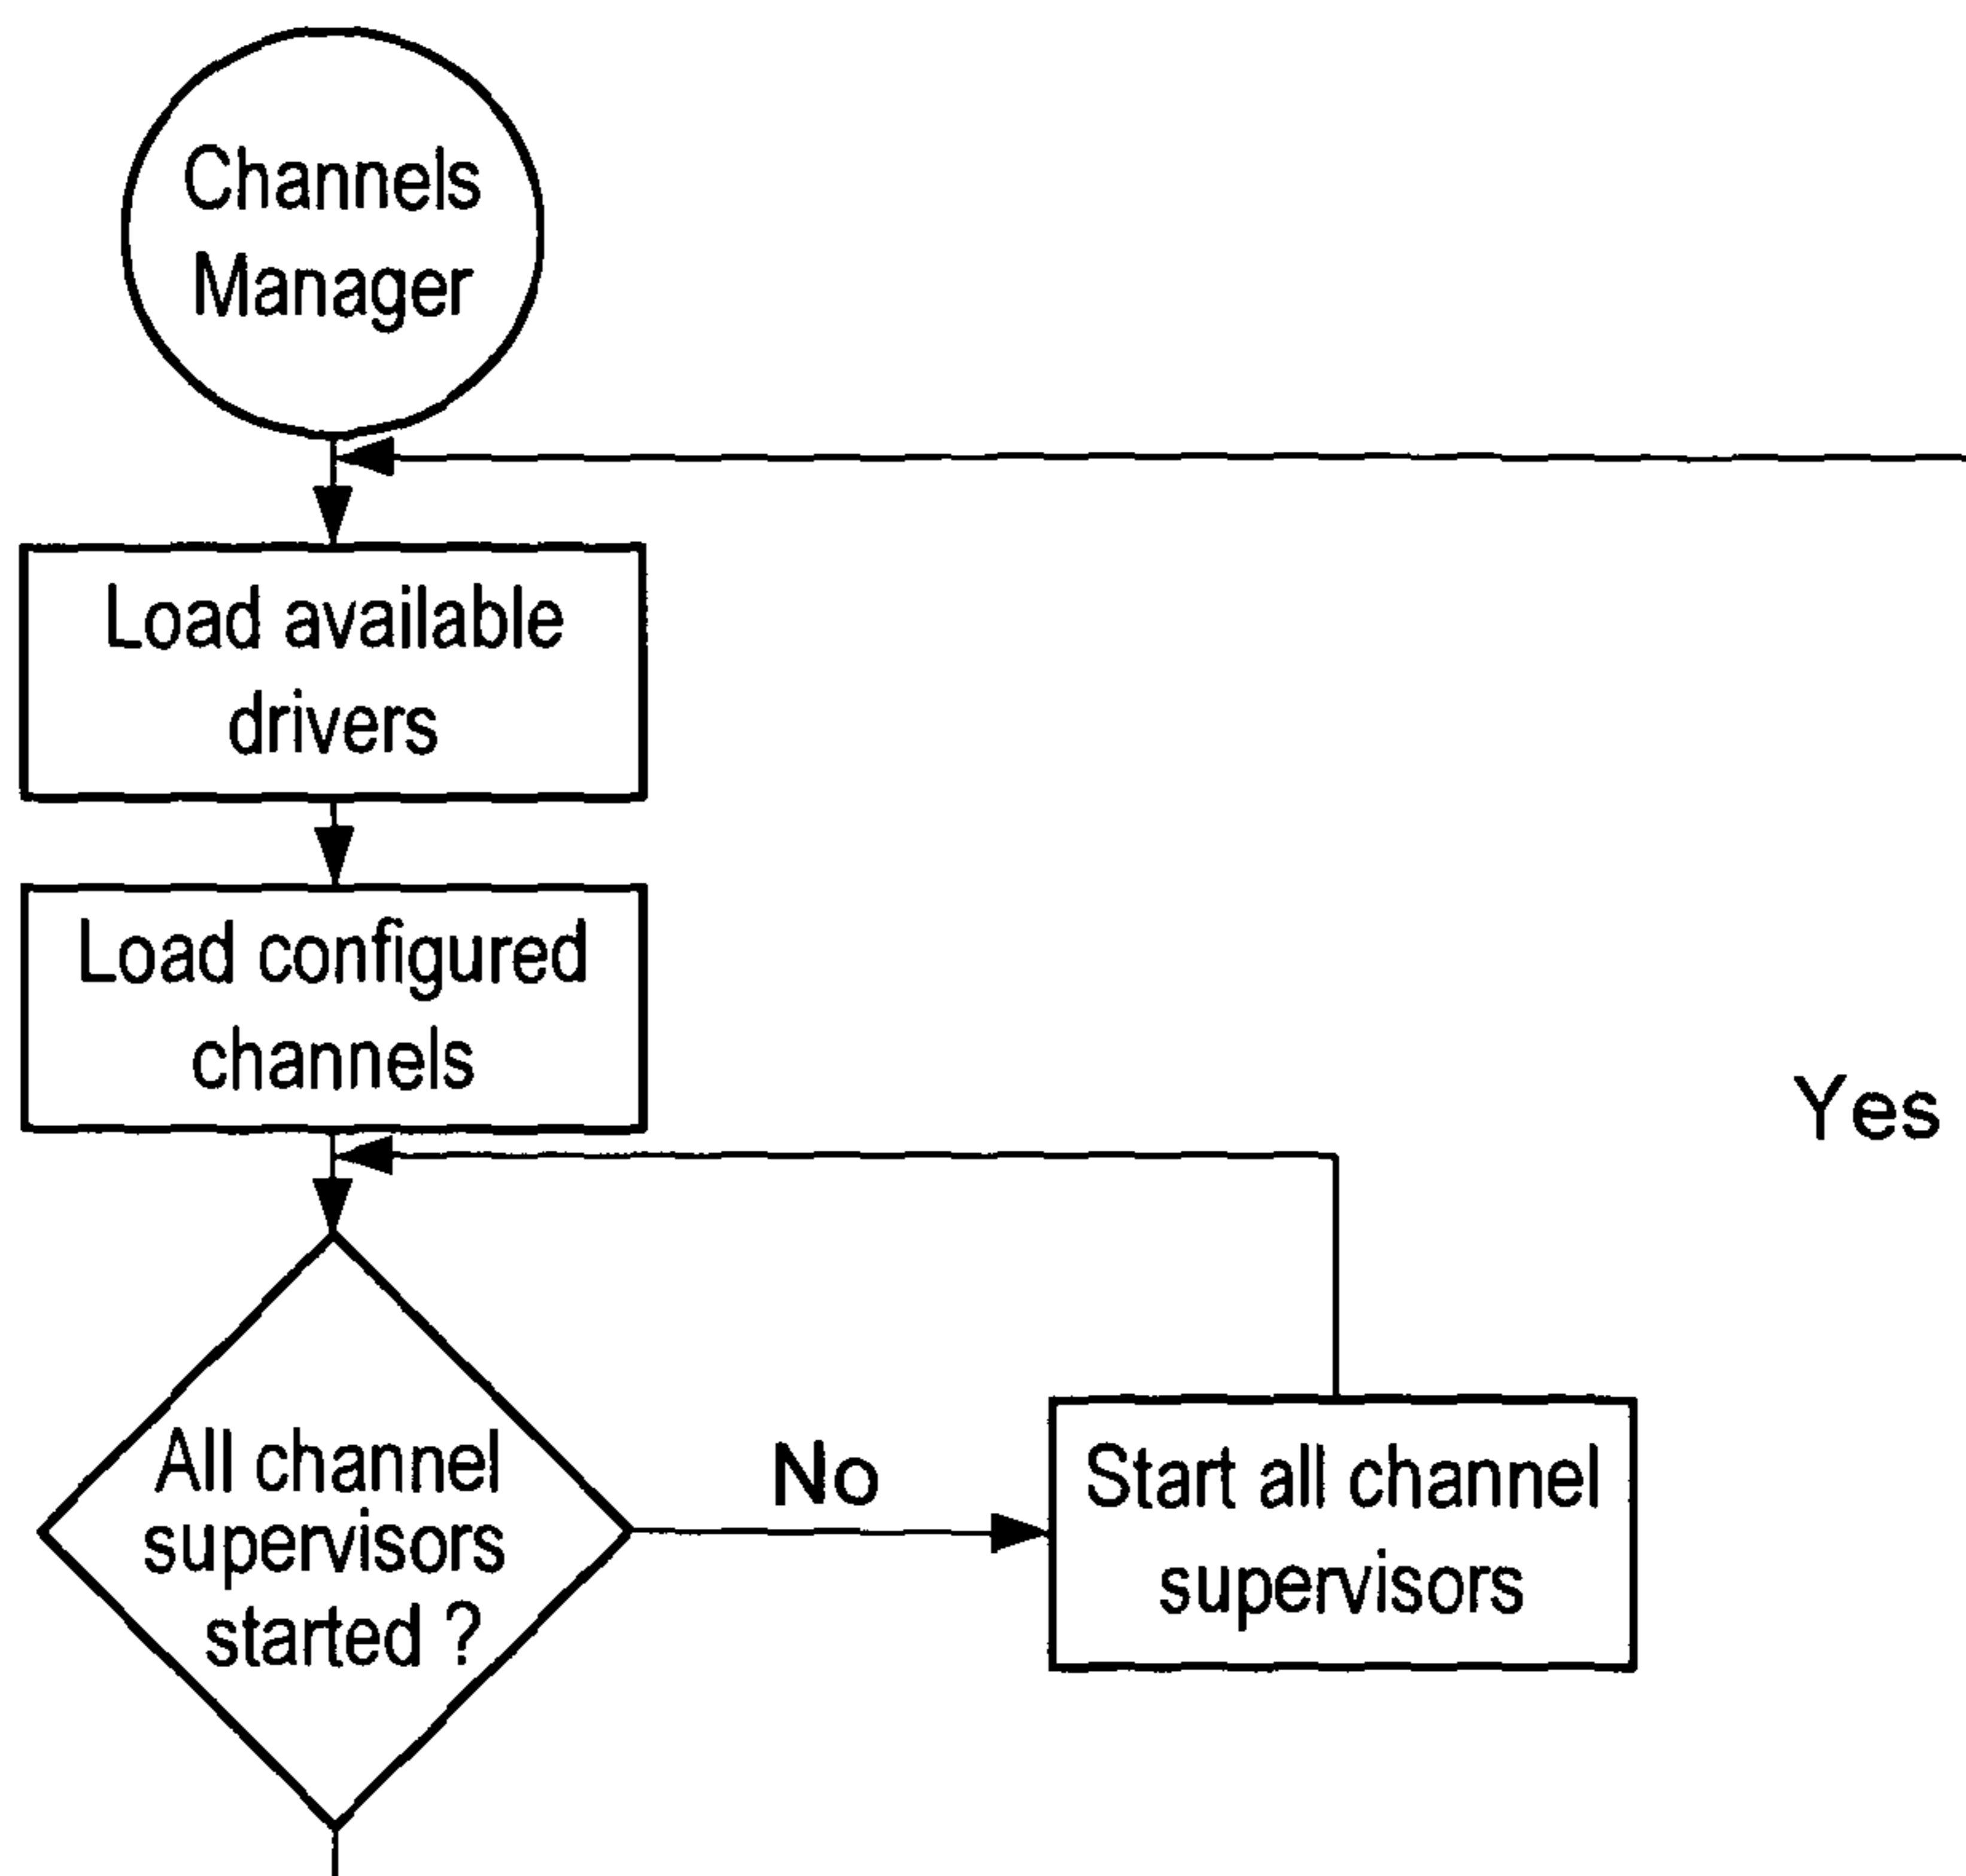 Channels
Manager
Load available
drivers
Load configured
channels
Yes
All channel
supervisors
started ?
No
Start all channel
supervisors